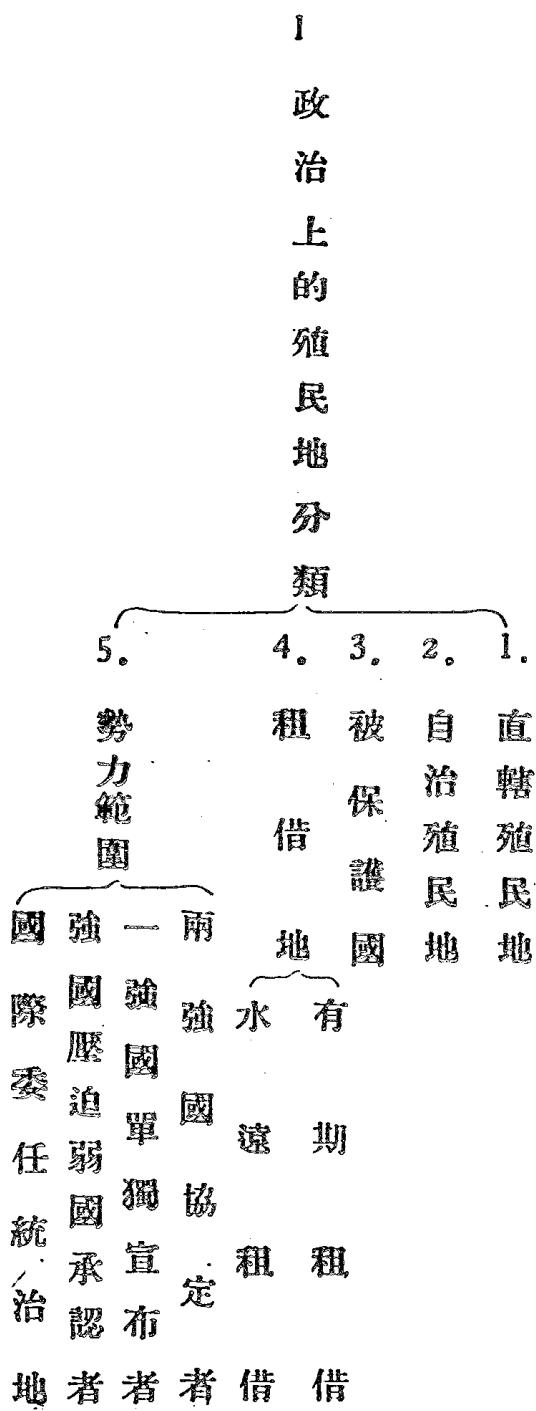 I 政治上的殖民地分類
1. 直轄殖民地
2. 自治殖民地
3. 被保護國
4. 租借地
有期租借
水遠租借
5. 勢力範圍
兩強國協定者
一強國單獨宣布者
強國壓迫弱國承認者
國際委任統治地